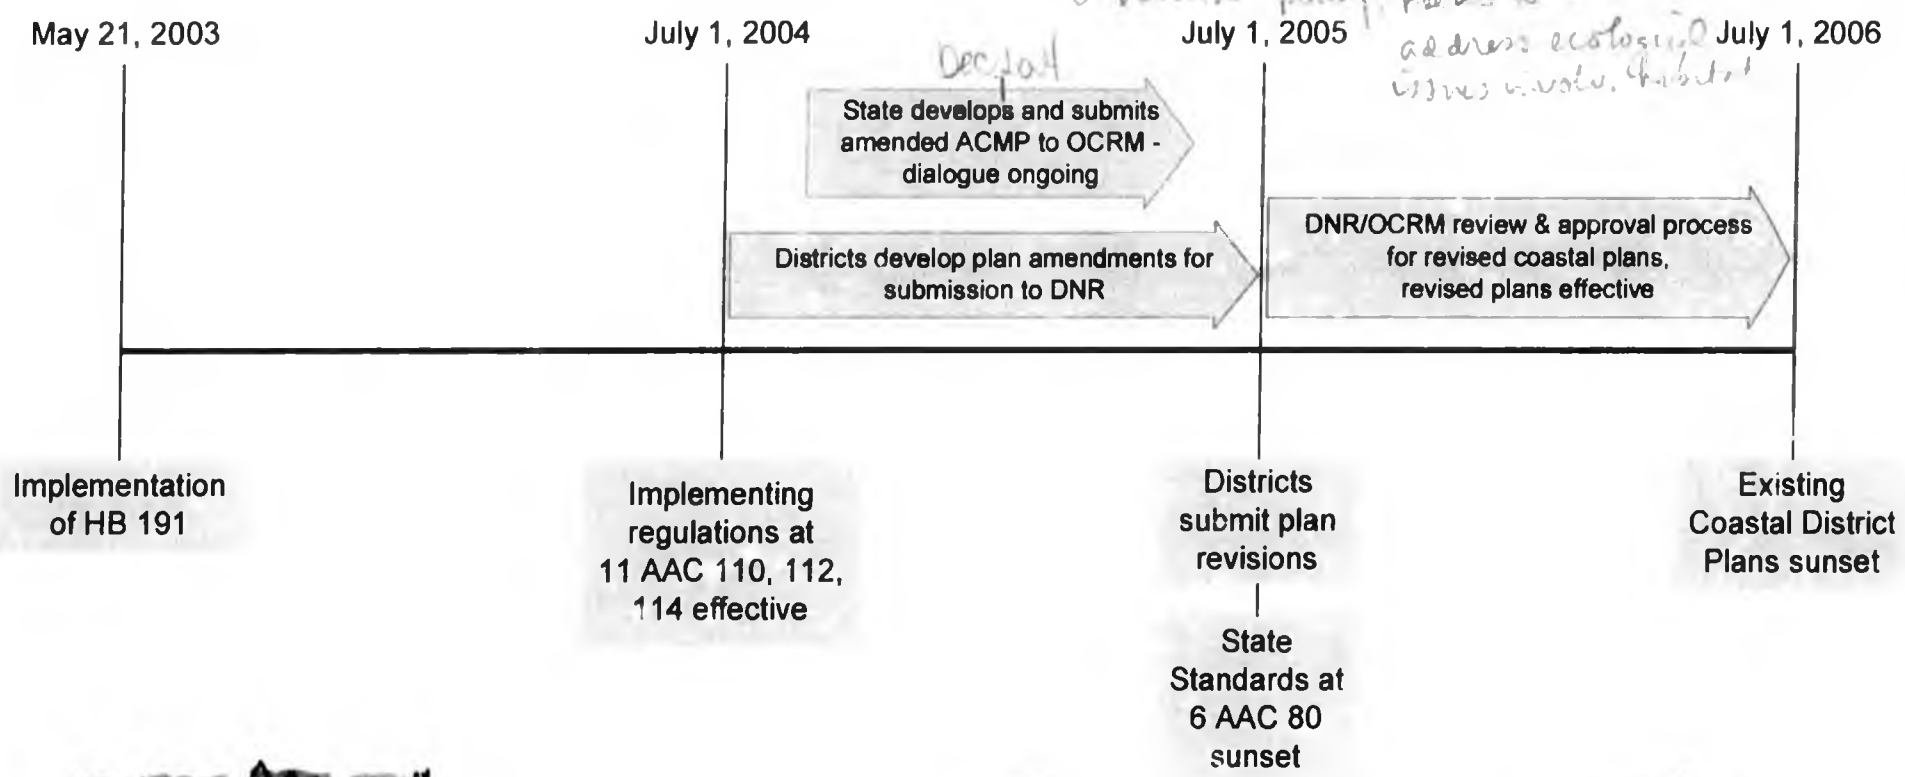 May 21, 2003
July 1, 2004
July 1, 2005
July 1, 2006
address
issues
State develops and submits
amended ACMP to OCRM -
dialogue ongoing
Districts develop plan amendments for
submission to DNR
DNR/OCRM review & approval process
for revised coastal plans,
revised plans effective
Implementation
of HB 191
Implementing
regulations at
11 AAC 110, 112,
114 effective
Districts
submit plan
revisions
State
Standards at
6 AAC 80
sunset
Existing
Coastal District
Plans sunset